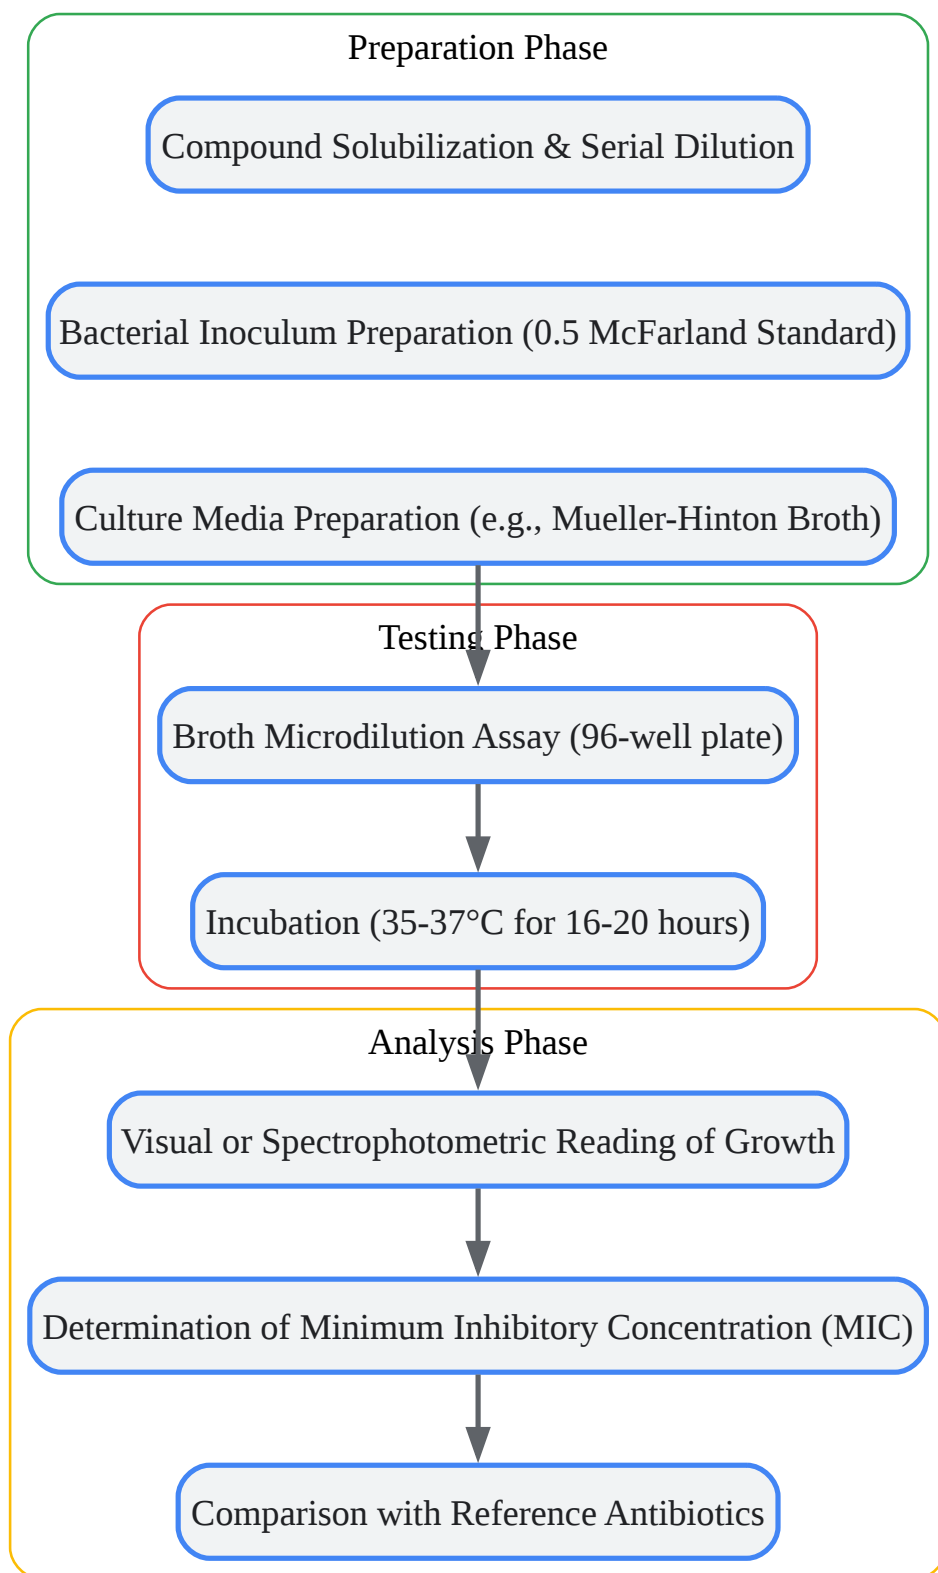 Preparation Phase
Compound Solubilization & Serial Dilution
Bacterial Inoculum Preparation (0.5 McFarland Standard)
Culture Media Preparation (e.g., Mueller-Hinton Broth)
Testing Phase
Broth Microdilution Assay (96-well plate)
Incubation (35-37°C for 16-20 hours)
Analysis Phase
Visual or Spectrophotometric Reading of Growth
Determination of Minimum Inhibitory Concentration (MIC)
Comparison with Reference Antibiotics